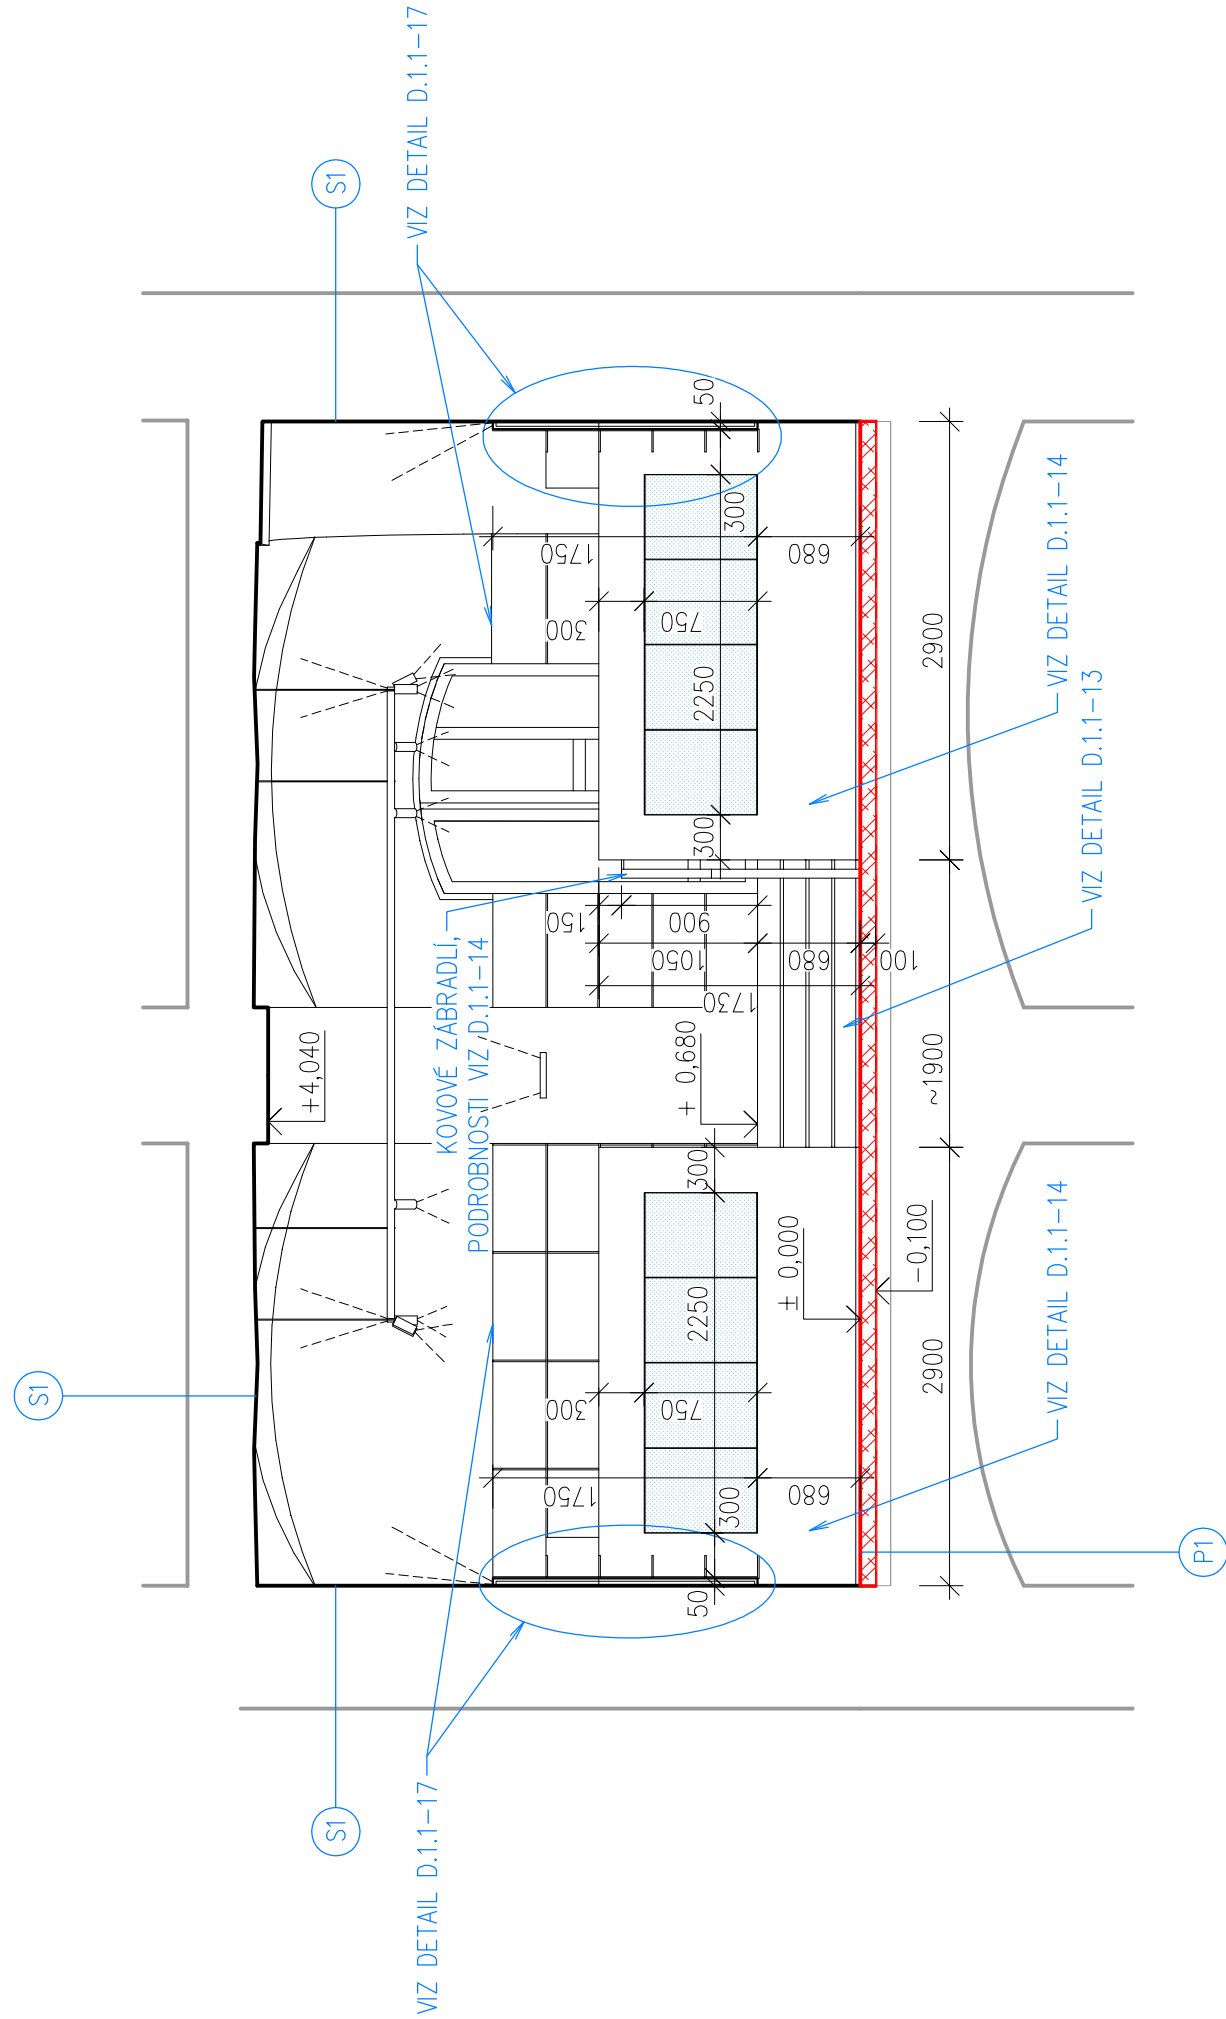 S1
S1
S1
VIZ DETAIL D.1.1-17
VIZ DETAIL D.1.1-17
+4,040
KOVOVÉ ZÁBRADLÍ,
PODROBNOSTI VIZ D.1.1-14
1750
300
750
680
50
300
2250
300
+ 0,680
± 0,000
-0,100
150
900
1050
680
1730
100
1750
300
750
680
50
300
2250
300
2900
~1900
2900
VIZ DETAIL D.1.1-14
VIZ DETAIL D.1.1-13
VIZ DETAIL D.1.1-14
P1